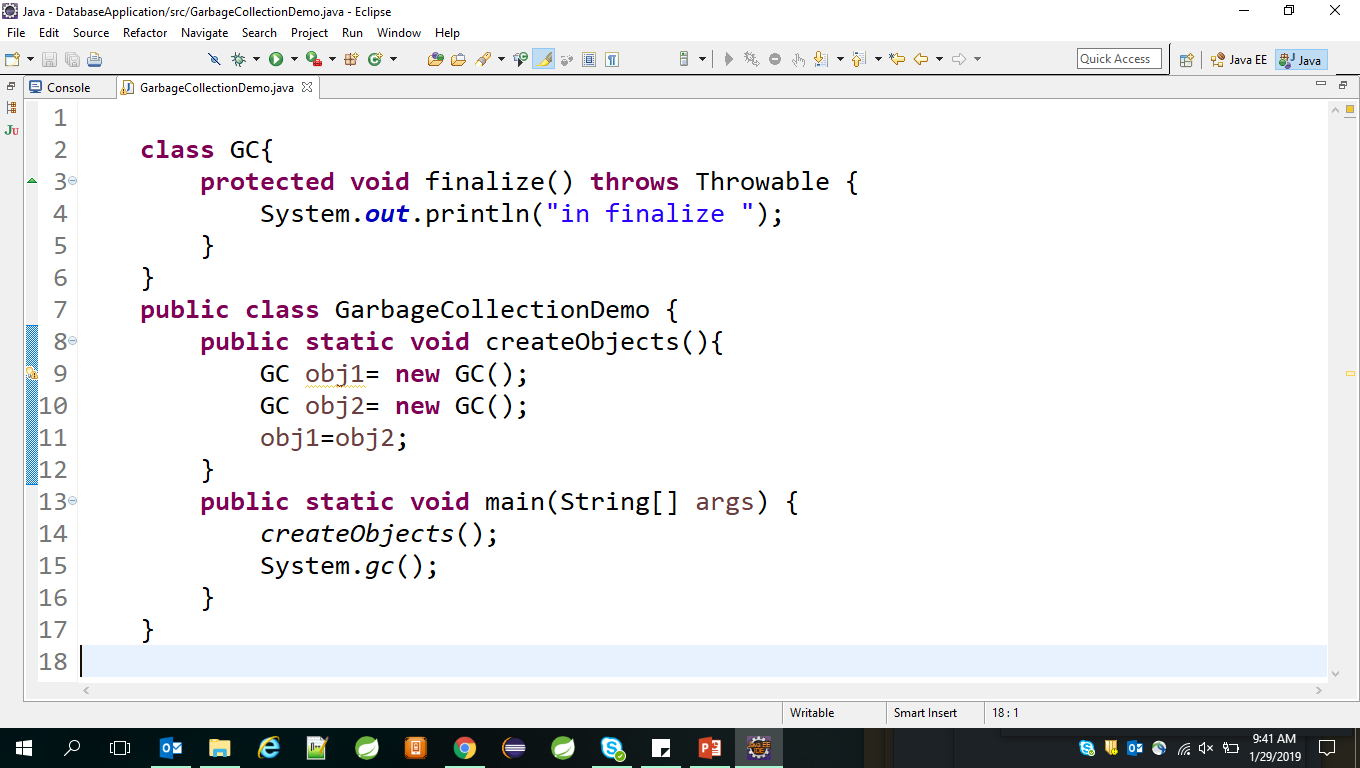 Java - DatabaseApplication/src/GarbageCollectionDemo.java - Eclipse
File Edit Source Refactor Navigate Search Project Run Window Help
Quick Access Java EE Java
Console GarbageCollectionDemo.java
JU
1
2 class GC{
3 protected void finalize() throws Throwable {
4 System.out.println("in finalize ");
5 }
6 }
7 public class GarbageCollectionDemo {
8 public static void createObjects(){
9 GC obj1= new GC();
10 GC obj2= new GC();
11 obj1=obj2;
12 }
13 public static void main(String[] args) {
14 createObjects();
15 System.gc();
16 }
17 }
18
Writable Smart Insert 18 : 1
9:41 AM
1/29/2019